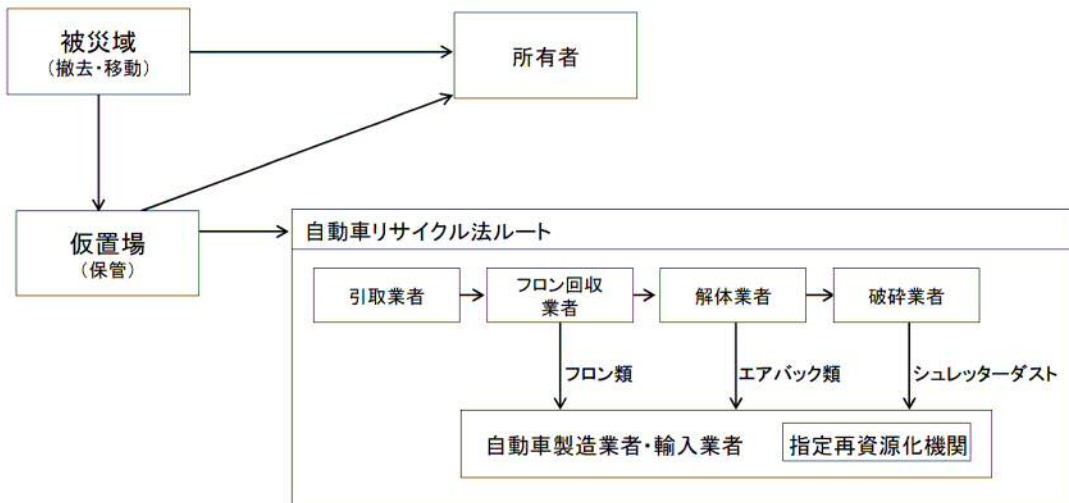 被災域
(撤去・移動)
所有者
仮置場
(保管)
自動車リサイクル法ルート
引取業者
フロン回収
業者
解体業者
破砕業者
フロン類
エアバック類
シュレッターダスト
自動車製造業者・輸入業者
指定再資源化機関